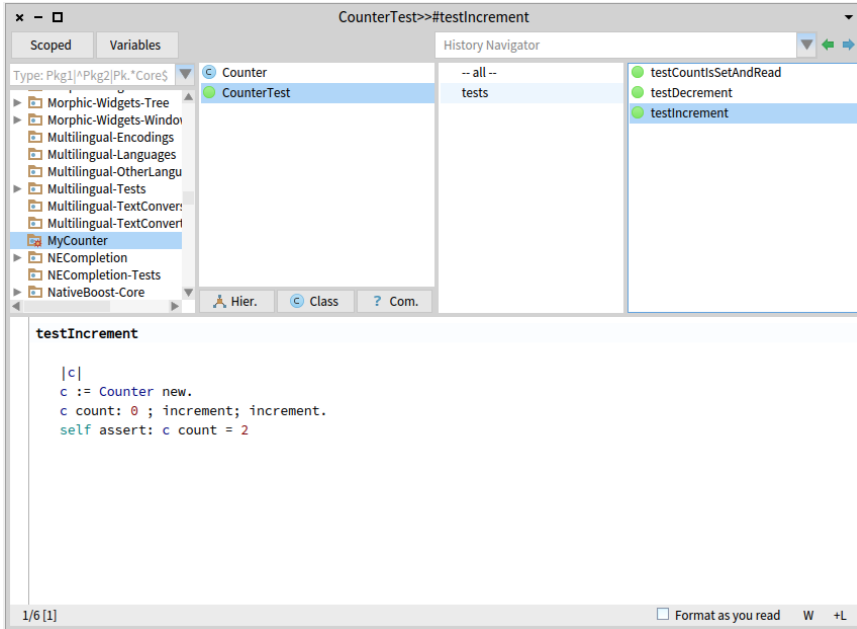 CounterTest>>#testIncrement
Scoped Variables History Navigator
Type: Pkg1|^Pkg2|Pk.*Core$
Morphic-Widgets-Tree
Morphic-Widgets-Windov
Multilingual-Encodings
Multilingual-Languages
Multilingual-OtherLangu
Multilingual-Tests
Multilingual-TextConvers
Multilingual-TextConvert
MyCounter
NECompletion
NECompletion-Tests
NativeBoost-Core
C Counter
CounterTest
Hier. C Class ? Com.
-- all --
tests
testCountIsSetAndRead
testDecrement
testIncrement
testIncrement
|c|
c := Counter new.
c count: 0 ; increment; increment.
self assert: c count = 2
1/6 [1] Format as you read W +L